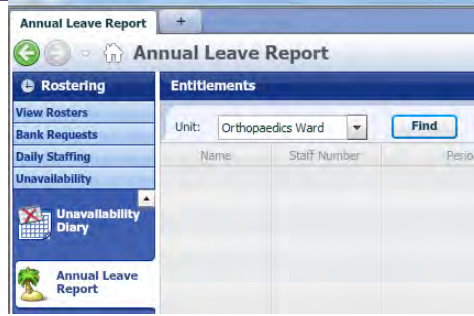 Annual Leave Report
+
Annual Leave Report
Rostering
Entitlements
View Rosters
Bank Requests
Daily Staffing
Unavailability
Unit: Orthopaedics Ward Find
Name Staff Number
Unavailability
Diary
Annual Leave
Report